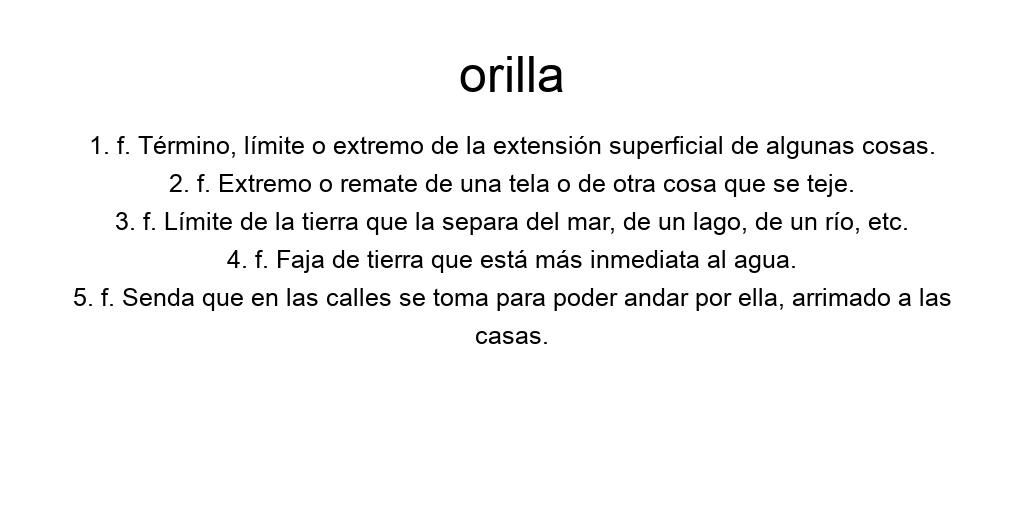 orilla
1. f. Término, límite o extremo de la extensión superficial de algunas cosas.
2. f. Extremo o remate de una tela o de otra cosa que se teje.
3. f. Límite de la tierra que la separa del mar, de un lago, de un río, etc.
4. f. Faja de tierra que está más inmediata al agua.
5. f. Senda que en las calles se toma para poder andar por ella, arrimado a las
casas.